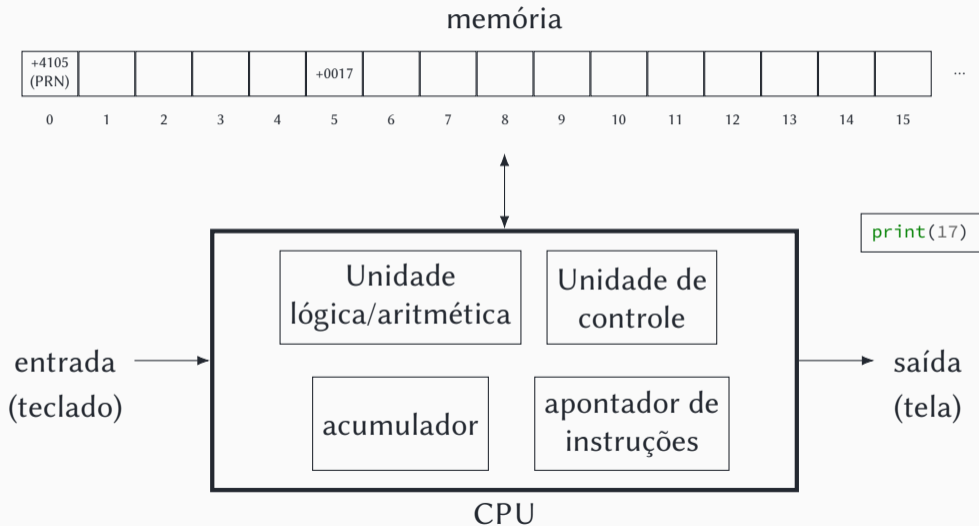 memória
+4105
(PRN)
+0017
...
0 1 2 3 4 5 6 7 8 9 10 11 12 13 14 15
print(17)
Unidade
lógica/aritmética
Unidade de
controle
entrada
(teclado)
saída
(tela)
acumulador
apontador de
instruções
CPU